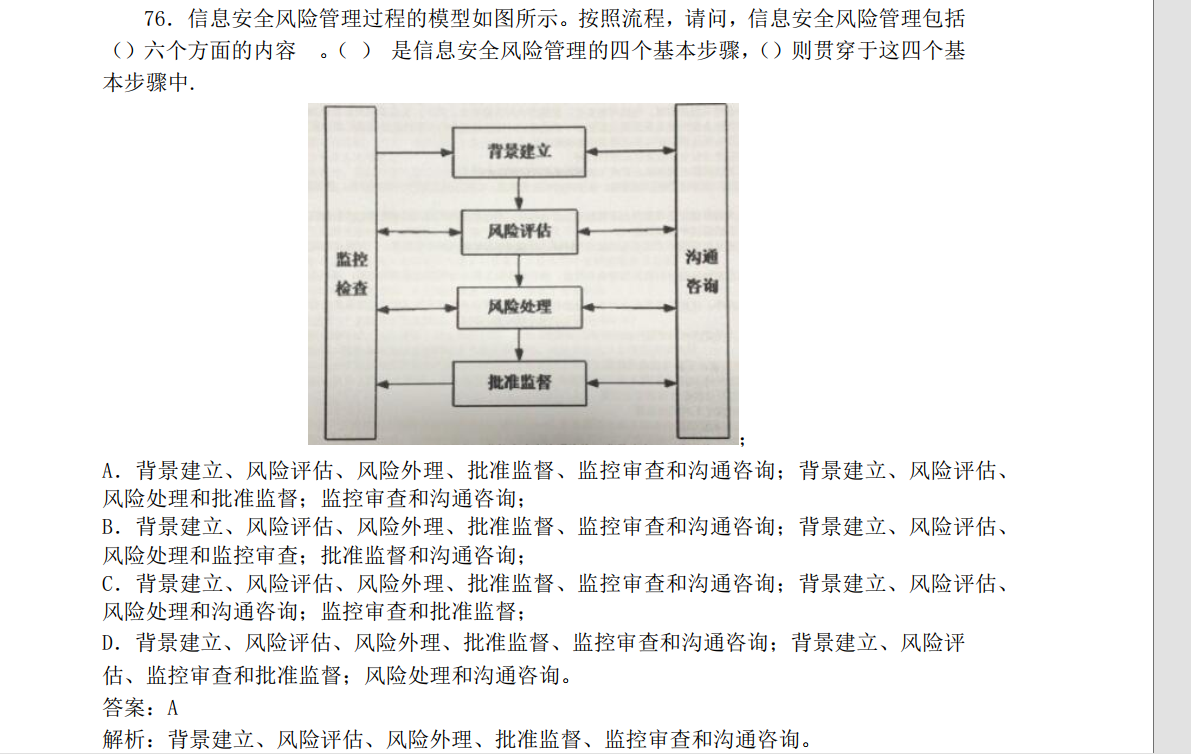 76. 信息安全风险管理过程的模型如图所示。按照流程，请问，信息安全风险管理包括
（）六个方面的内容 。（ ） 是信息安全风险管理的四个基本步骤，（）则贯穿于这四个基
本步骤中.
背景建立
风险评估
监控
检查
沟通
咨询
风险处理
批准监督
；
A. 背景建立、风险评估、风险外理、批准监督、监控审查和沟通咨询；背景建立、风险评估、
风险处理和批准监督；监控审查和沟通咨询；
B. 背景建立、风险评估、风险外理、批准监督、监控审查和沟通咨询；背景建立、风险评估、
风险处理和监控审查；批准监督和沟通咨询；
C. 背景建立、风险评估、风险外理、批准监督、监控审查和沟通咨询；背景建立、风险评估、
风险处理和沟通咨询；监控审查和批准监督；
D. 背景建立、风险评估、风险外理、批准监督、监控审查和沟通咨询；背景建立、风险评
估、监控审查和批准监督；风险处理和沟通咨询。
答案：A
解析：背景建立、风险评估、风险外理、批准监督、监控审查和沟通咨询。